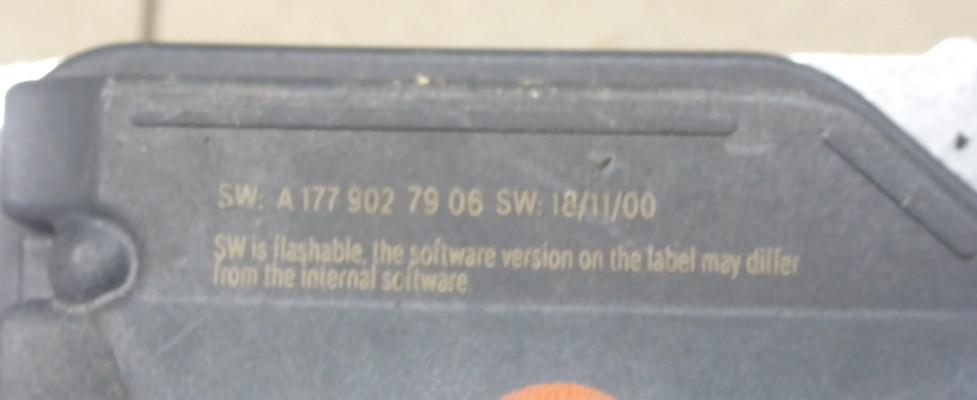 SW: A 177 902 79 06 SW: 18/11/00
SW is flashable, the software version on the label may differ
from the internal software.